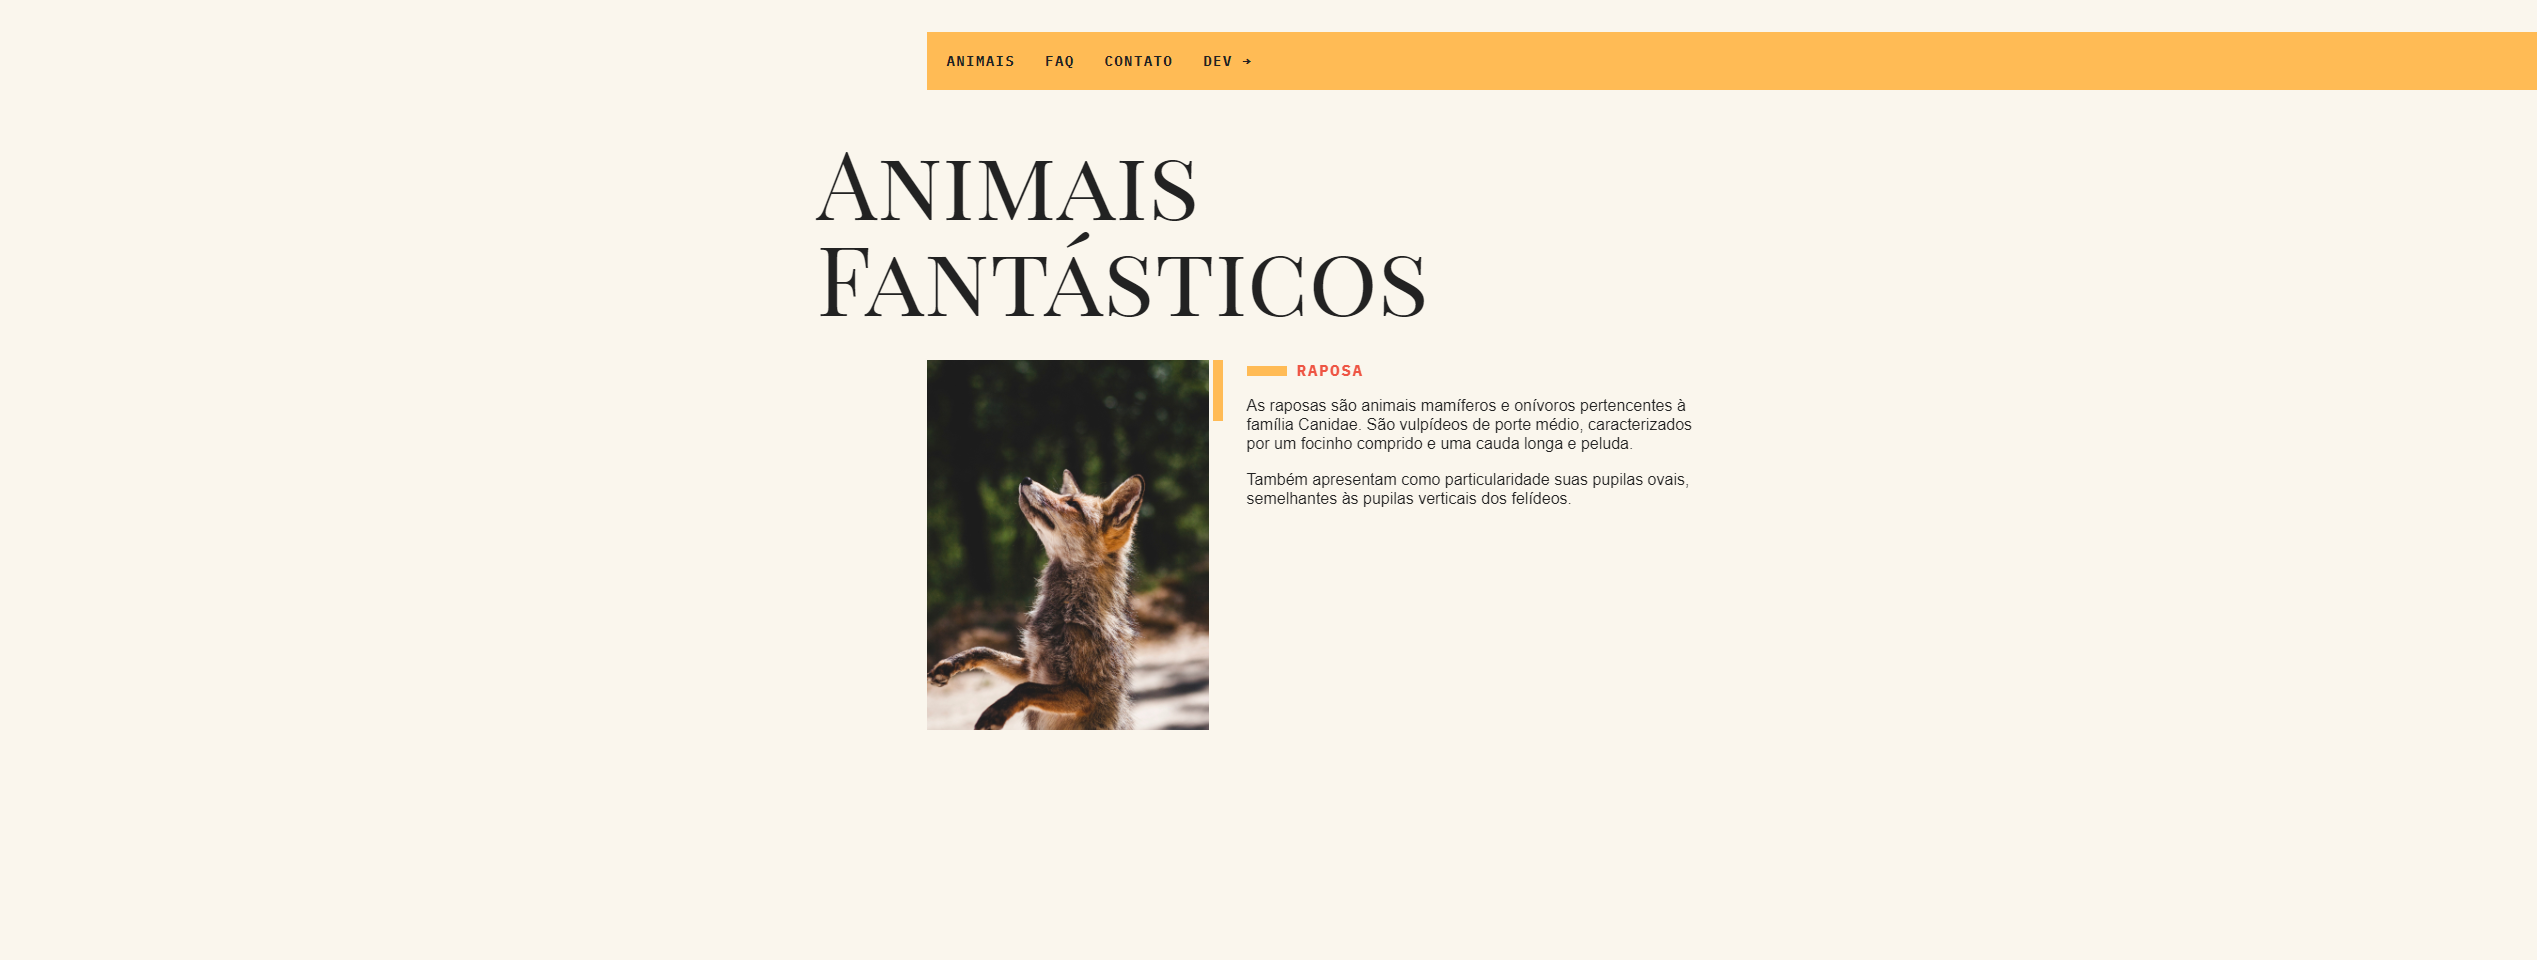 ANIMAIS FAQ CONTATO DEV →
Animais
Fantásticos
RAPOSA
As raposas são animais mamíferos e onívoros pertencentes à
família Canidae. São vulpídeos de porte médio, caracterizados
por um focinho comprido e uma cauda longa e peluda.
Também apresentam como particularidade suas pupilas ovais,
semelhantes às pupilas verticais dos felídeos.